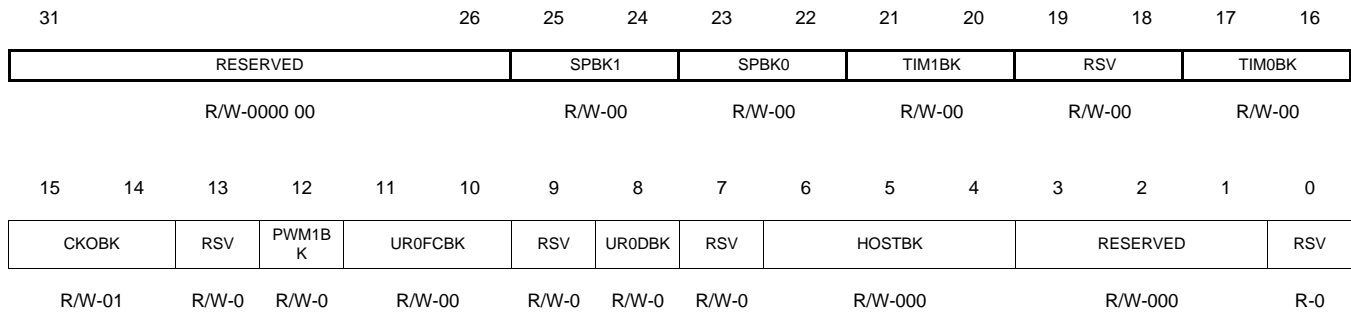 31 26 25 24 23 22 21 20 19 18 17 16
RESERVED SPBK1 SPBK0 TIM1BK RSV TIM0BK
R/W-0000 00 R/W-00 R/W-00 R/W-00 R/W-00 R/W-00
15 14 13 12 11 10 9 8 7 6 5 4 3 2 1 0
CKOBK RSV PWM1B
K UR0FCBK RSV UR0DBK RSV HOSTBK RESERVED RSV
R/W-01 R/W-0 R/W-0 R/W-00 R/W-0 R/W-0 R/W-0 R/W-000 R/W-000 R-0